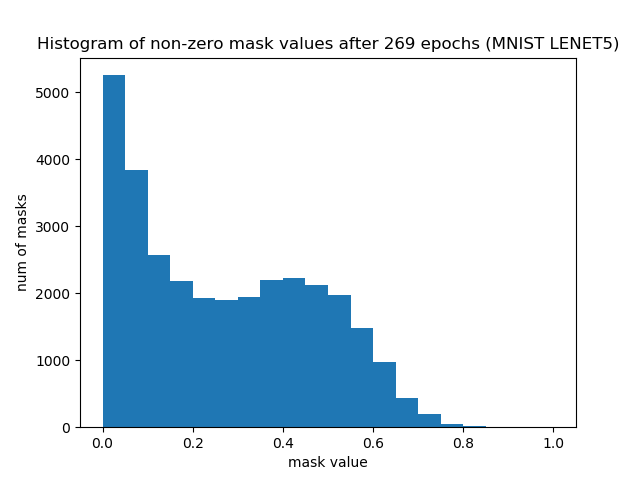 Histogram of non-zero mask values after 269 epochs (MNIST LENET5)
5000
4000
3000
2000
1000
0
num of masks
0.0 0.2 0.4 0.6 0.8 1.0
mask value